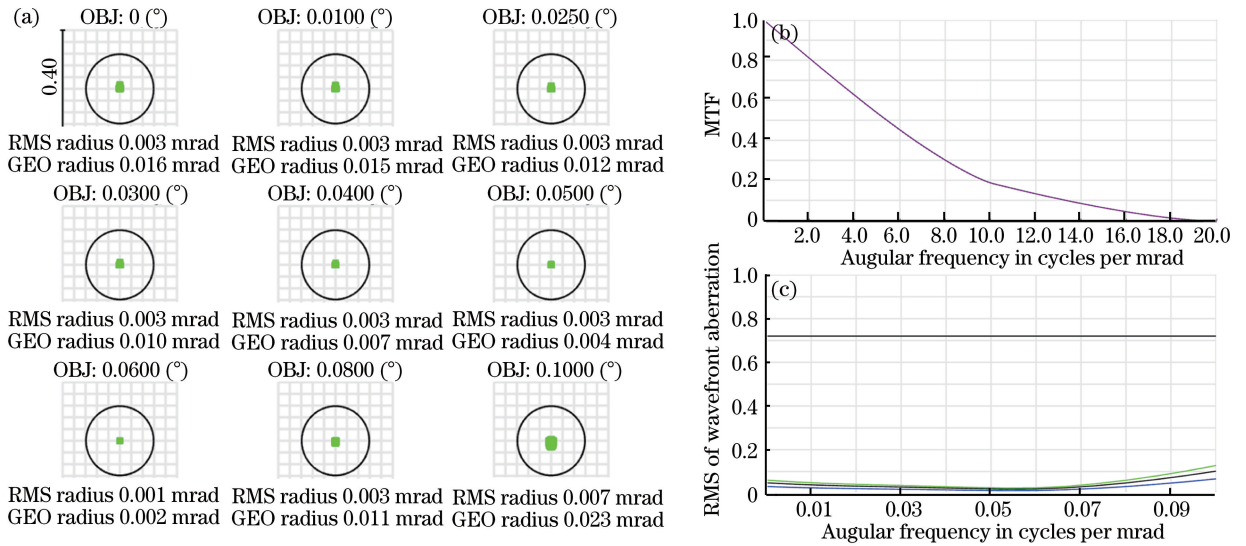 (a)
OBJ: 0 (°)
OBJ: 0.0100 (°)
OBJ: 0.0250 (°)
0.40
RMS radius 0.003 mrad
GEO radius 0.016 mrad
RMS radius 0.003 mrad
GEO radius 0.015 mrad
RMS radius 0.003 mrad
GEO radius 0.012 mrad
OBJ: 0.0300 (°)
OBJ: 0.0400 (°)
OBJ: 0.0500 (°)
RMS radius 0.003 mrad
GEO radius 0.010 mrad
RMS radius 0.003 mrad
GEO radius 0.007 mrad
RMS radius 0.003 mrad
GEO radius 0.004 mrad
OBJ: 0.0600 (°)
OBJ: 0.0800 (°)
OBJ: 0.1000 (°)
RMS radius 0.001 mrad
GEO radius 0.002 mrad
RMS radius 0.003 mrad
GEO radius 0.011 mrad
RMS radius 0.007 mrad
GEO radius 0.023 mrad
(b)
MTF
1.0
0.8
0.6
0.4
0.2
0
2.0 4.0 6.0 8.0 10.0 12.0 14.0 16.0 18.0 20.0
Augular frequency in cycles per mrad
(c)
RMS of wavefront aberration
1.0
0.8
0.6
0.4
0.2
0
0.01 0.03 0.05 0.07 0.09
Augular frequency in cycles per mrad